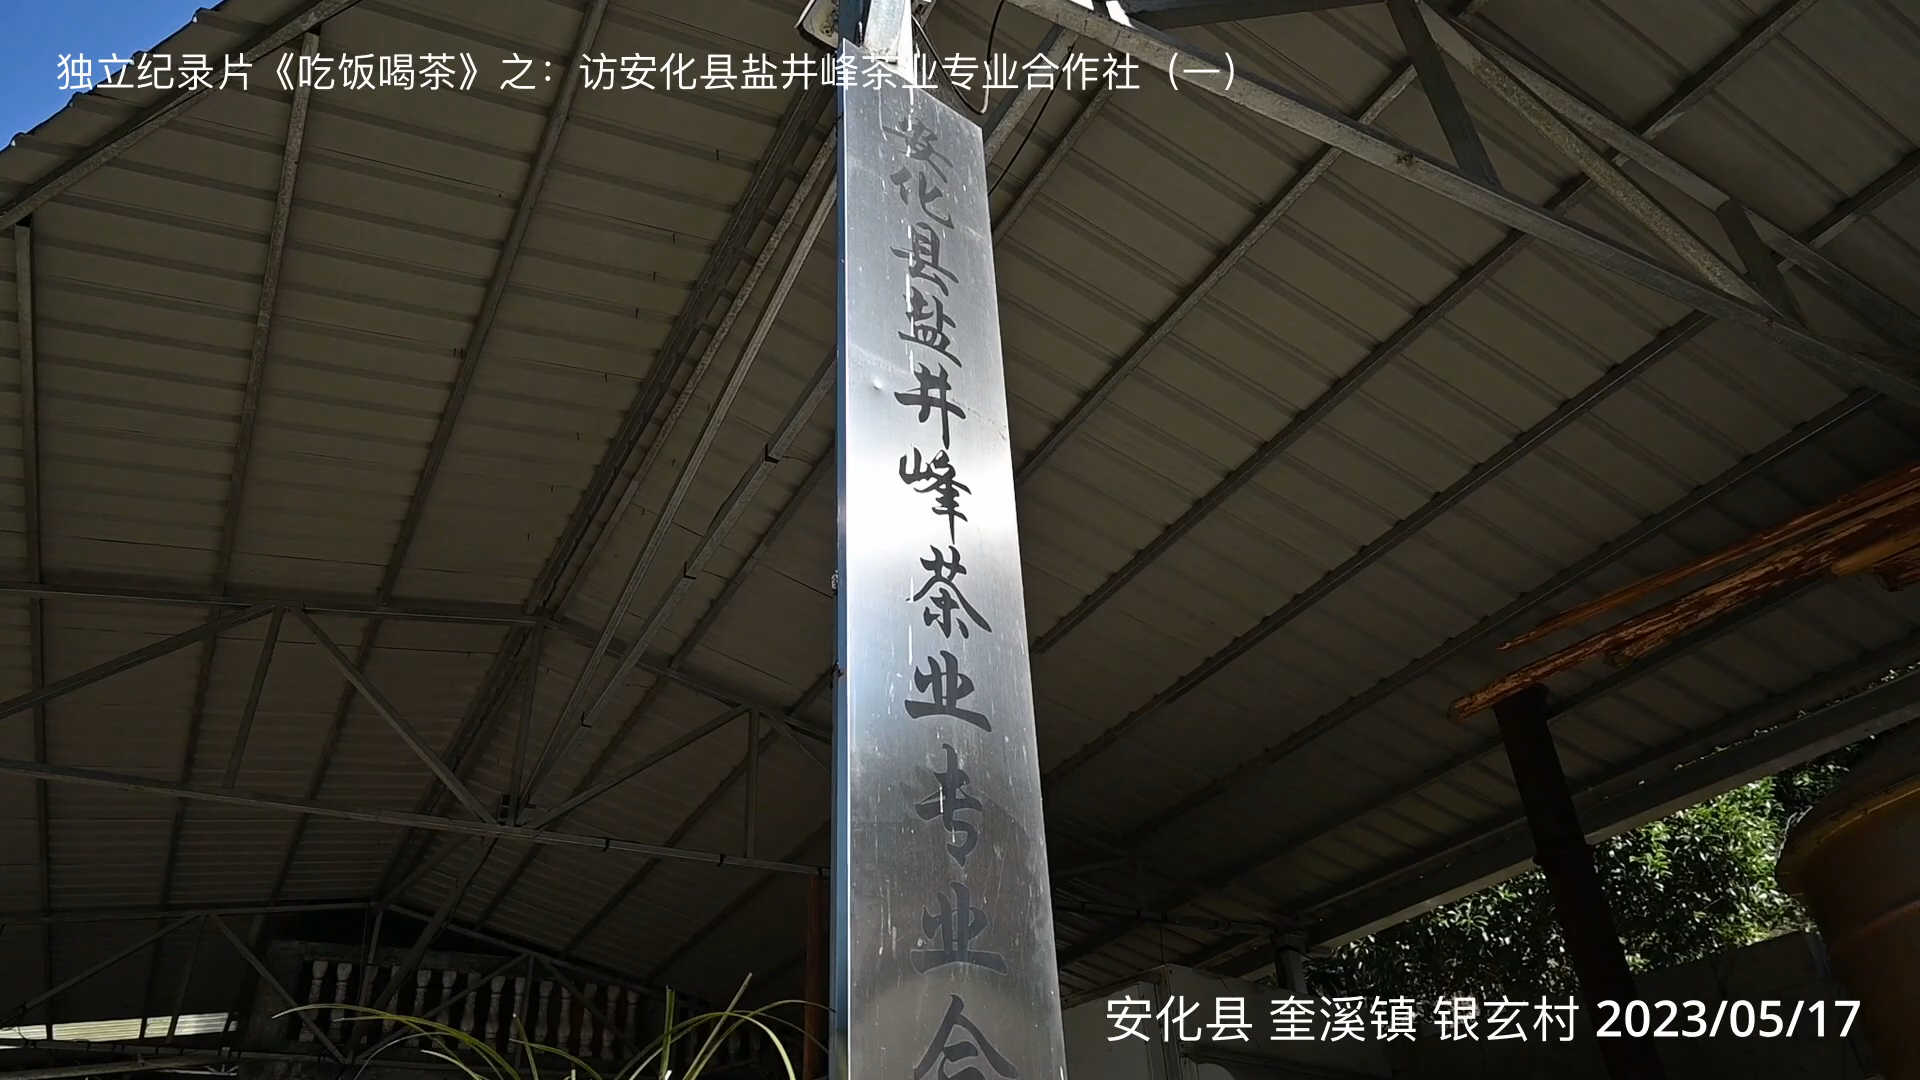 独立纪录片《吃饭喝茶》之：访安化县盐井峰茶业专业合作社（一）
安化县盐井峰茶业专业合
安化县 奎溪镇 银玄村 2023/05/17